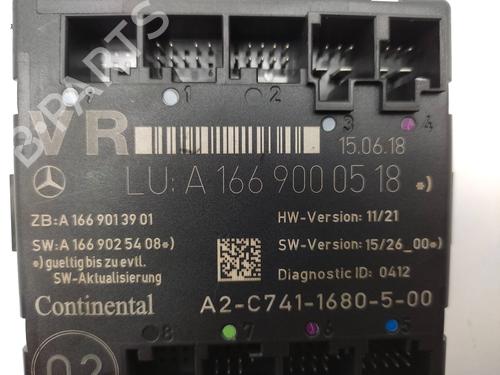 B-PARTS
1
2
3
4
VR
15.06.18
LU: A 166 900 05 18 *)
ZB: A 166 901 39 01
HW-Version: 11/21
SW: A 166 902 54 08 *)
SW-Version: 15/26_00*)
*) gueltig bis zu evtl.
SW-Aktualisierung
Diagnostic ID: 0412
Continental
A2-C741-1680-5-00
8
7
6
5
02